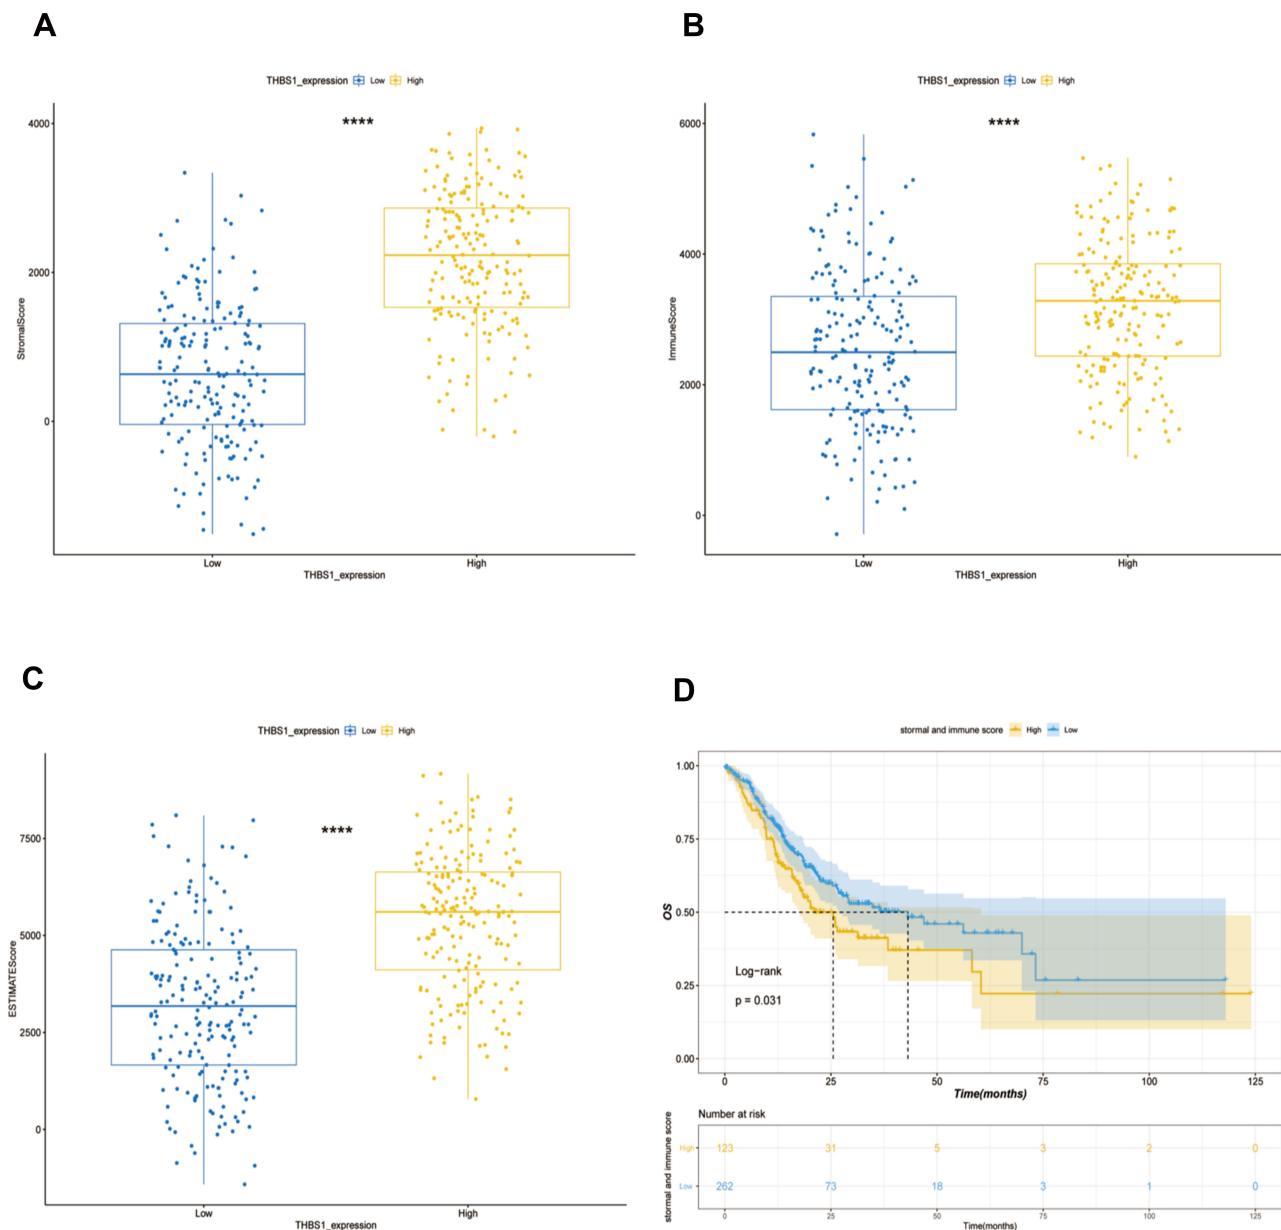 A
THBS1_expression Low High
****
4000
2000
0
StromalScore
Low High
THBS1_expression
B
THBS1_expression Low High
****
6000
4000
2000
0
ImmuneScore
Low High
THBS1_expression
C
THBS1_expression Low High
****
7500
5000
2500
0
ESTIMATEScore
Low High
THBS1_expression
D
stormal and immune score High Low
1.00
0.75
0.50
0.25
0.00
OS
Log-rank
p = 0.031
0 25 50 75 100 125
Time(months)
Number at risk
stormal and immune score
High 123 31 5 3 2 0
Low 262 73 18 3 1 0
0 25 50 75 100 125
Time(months)